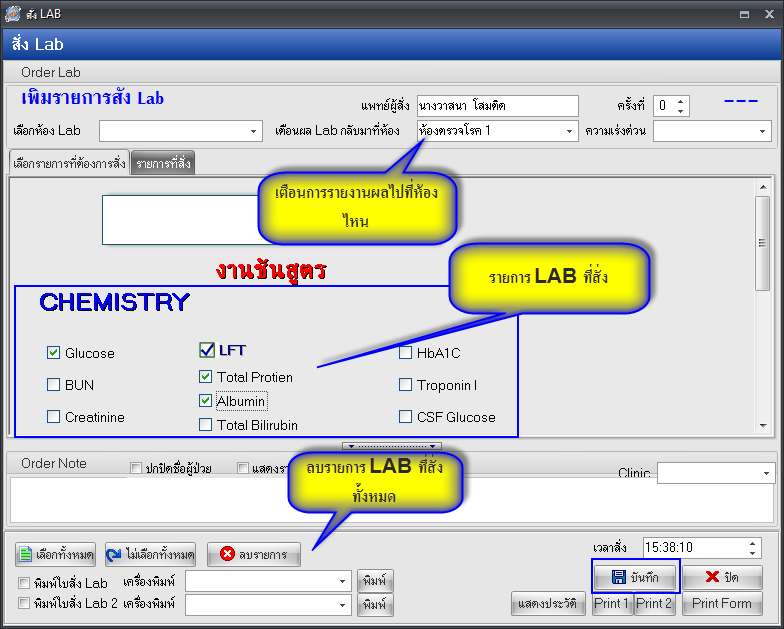 สั่ง LAB
สั่ง Lab
Order Lab
เพิ่มรายการสั่ง Lab
แพทย์ผู้สั่ง นางวาสนา โสมคิด ครั้งที่ 0 ---
เลือกห้อง Lab เตือนผล Lab กลับมาที่ห้อง ห้องตรวจโรค 1 ความเร่งด่วน
เลือกรายการที่ต้องการสั่ง รายการที่สั่ง
เตือนการรายงานผลไปที่ห้อง
ไหน
งานชันสูตร
รายการ LAB ที่สั่ง
CHEMISTRY
Glucose LFT HbA1C
Total Protien
BUN Troponin I
Albumin
Creatinine CSF Glucose
Total Bilirubin
Order Note ปกปิดชื่อผู้ป่วย Clinic
ลบรายการ LAB ที่สั่ง
ทั้งหมด
เวลาสั่ง 15:38:10
เลือกทั้งหมด ไม่เลือกทั้งหมด ลบรายการ
บันทึก ปิด
พิมพ์ใบสั่ง Lab เครื่องพิมพ์ พิมพ์
พิมพ์ใบสั่ง Lab 2 เครื่องพิมพ์ พิมพ์
แสดงประวัติ Print 1 Print 2 Print Form